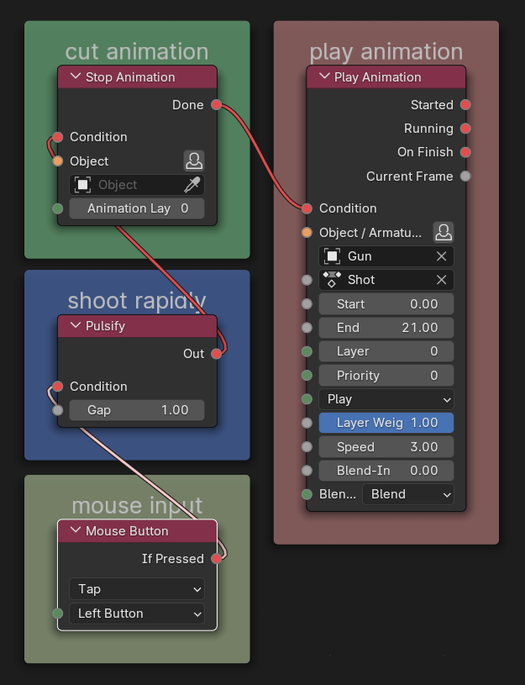 cut animation
Stop Animation
Done
Condition
Object
Object
Animation Lay 0
shoot rapidly
Pulsify
Out
Condition
Gap 1.00
mouse input
Mouse Button
If Pressed
Tap
Left Button
play animation
Play Animation
Started
Running
On Finish
Current Frame
Condition
Object / Armatu...
Gun
Shot
Start 0.00
End 21.00
Layer 0
Priority 0
Play
Layer Weig 1.00
Speed 3.00
Blend-In 0.00
Blen... Blend